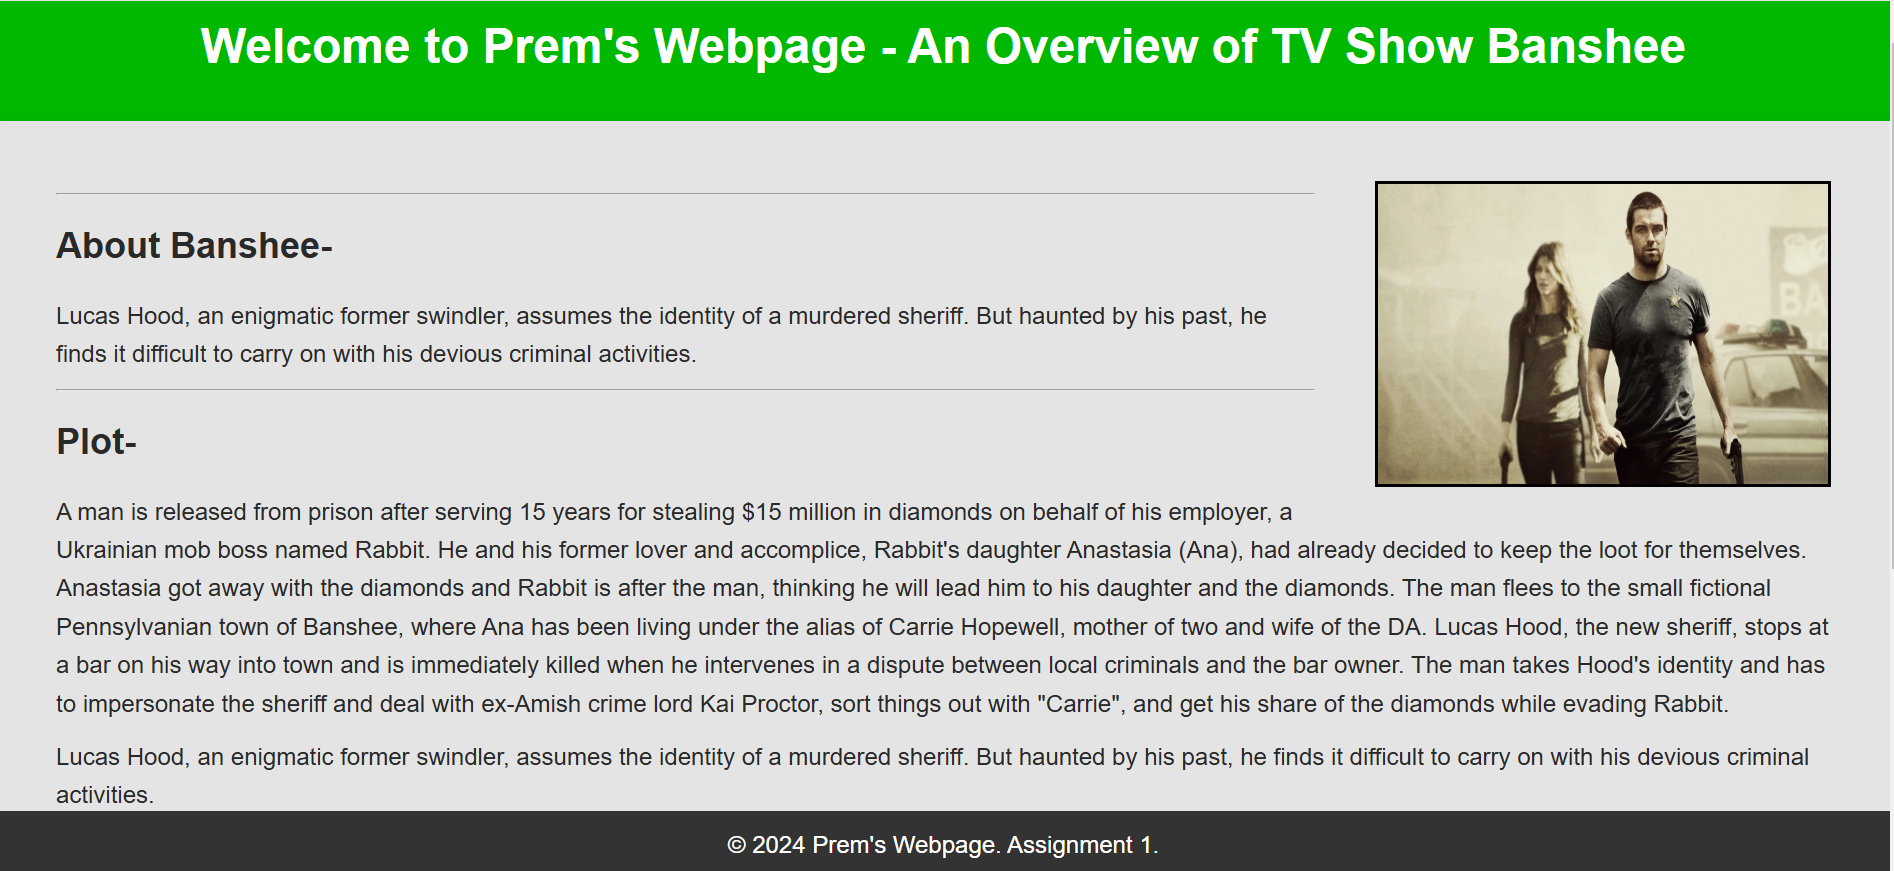 Welcome to Prem's Webpage - An Overview of TV Show Banshee
About Banshee-
Lucas Hood, an enigmatic former swindler, assumes the identity of a murdered sheriff. But haunted by his past, he
finds it difficult to carry on with his devious criminal activities.
Plot-
A man is released from prison after serving 15 years for stealing $15 million in diamonds on behalf of his employer, a
Ukrainian mob boss named Rabbit. He and his former lover and accomplice, Rabbit's daughter Anastasia (Ana), had already decided to keep the loot for themselves.
Anastasia got away with the diamonds and Rabbit is after the man, thinking he will lead him to his daughter and the diamonds. The man flees to the small fictional
Pennsylvanian town of Banshee, where Ana has been living under the alias of Carrie Hopewell, mother of two and wife of the DA. Lucas Hood, the new sheriff, stops at
a bar on his way into town and is immediately killed when he intervenes in a dispute between local criminals and the bar owner. The man takes Hood's identity and has
to impersonate the sheriff and deal with ex-Amish crime lord Kai Proctor, sort things out with "Carrie", and get his share of the diamonds while evading Rabbit.
Lucas Hood, an enigmatic former swindler, assumes the identity of a murdered sheriff. But haunted by his past, he finds it difficult to carry on with his devious criminal
activities.
© 2024 Prem's Webpage. Assignment 1.